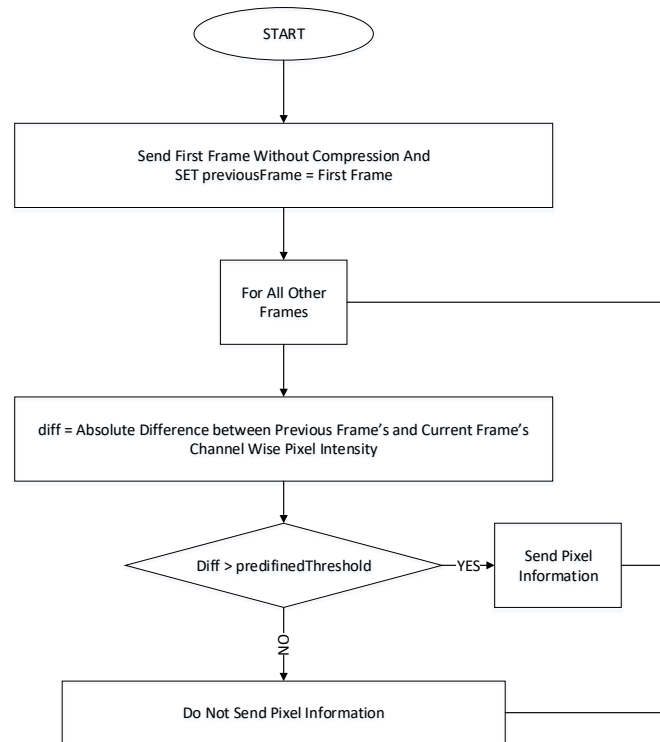 START
Send First Frame Without Compression And
SET previousFrame = First Frame
For All Other
Frames
diff = Absolute Difference between Previous Frame’s and Current Frame’s
Channel Wise Pixel Intensity
Diff > predifinedThreshold
YES
Send Pixel
Information
NO
Do Not Send Pixel Information